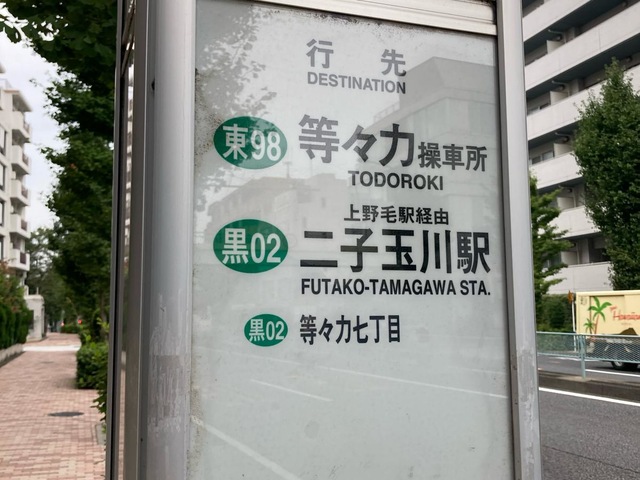 行先
DESTINATION
東98 等々力操車所
TODOROKI
上野毛駅経由
黒02 二子玉川駅
FUTAKO-TAMAGAWA STA.
黒02 等々力七丁目